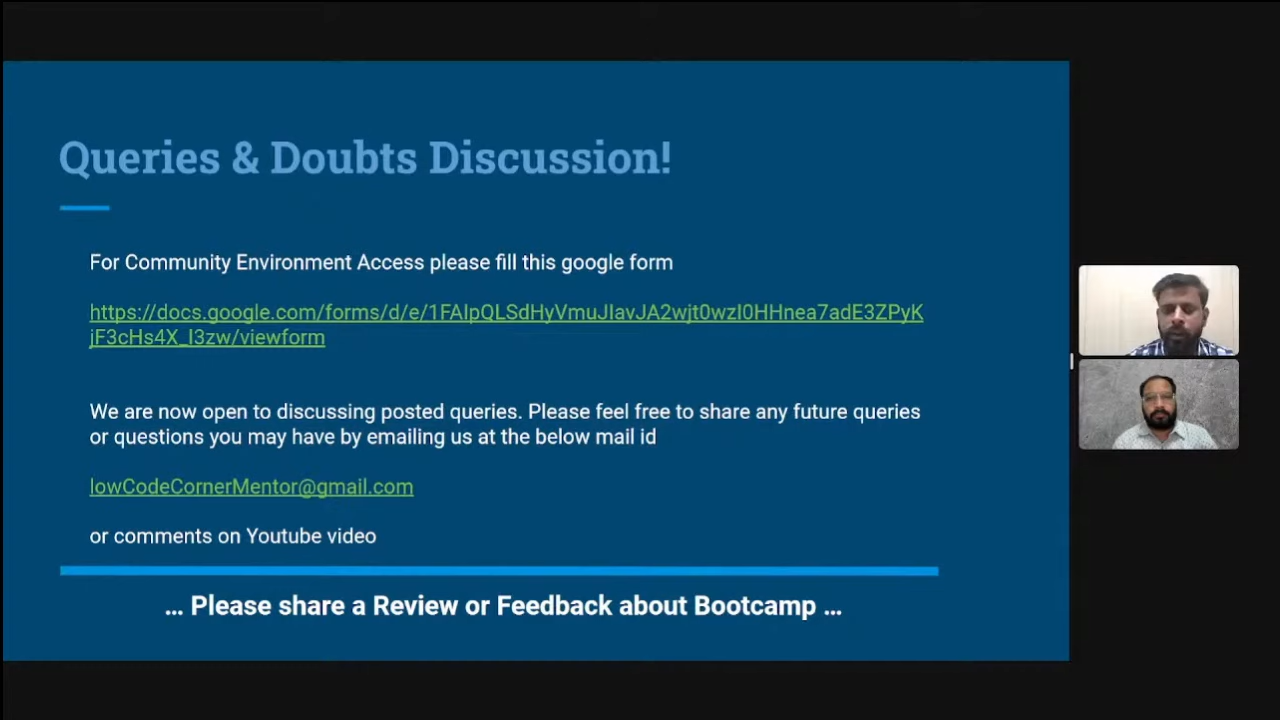 Queries & Doubts Discussion!
For Community Environment Access please fill this google form
https://docs.google.com/forms/d/e/1FAIpQLSdHyVmuJIavJA2wjt0wzI0HHnea7adE3ZPyK
jF3cHs4X_I3zw/viewform
We are now open to discussing posted queries. Please feel free to share any future queries
or questions you may have by emailing us at the below mail id
lowCodeCornerMentor@gmail.com
or comments on Youtube video
... Please share a Review or Feedback about Bootcamp ...